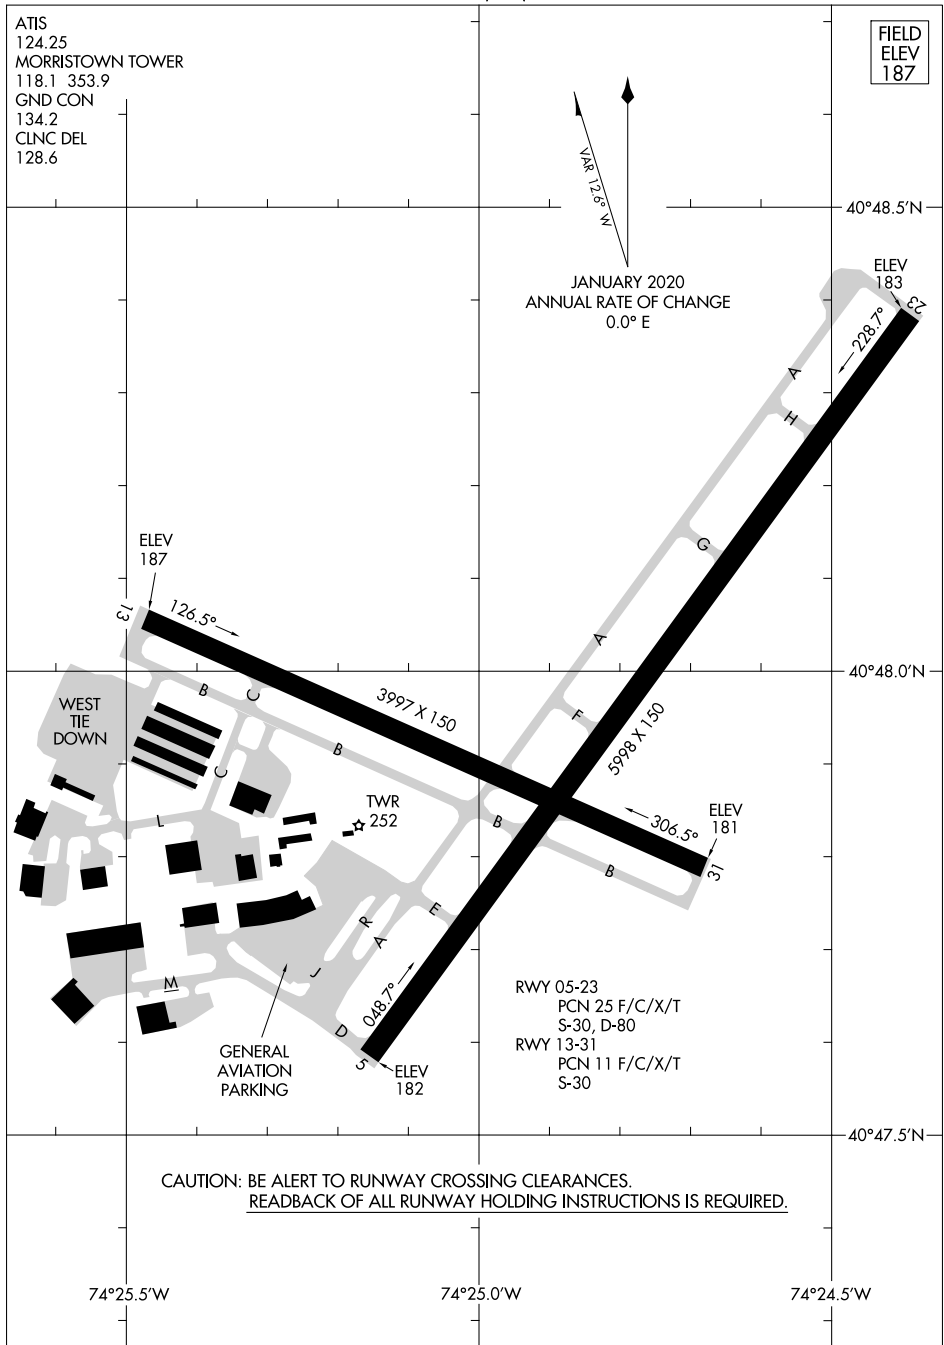 ATIS
124.25
MORRISTOWN TOWER
118.1 353.9
GND CON
134.2
CLNC DEL
128.6
FIELD
ELEV
187
VAR 12.6° W
40°48.5'N
JANUARY 2020
ANNUAL RATE OF CHANGE
0.0° E
ELEV
183
23
228.7°
A
H
G
ELEV
187
13
126.5°
A
40°48.0'N
WEST
TIE
DOWN
B
C
3997 X 150
F
5998 X 150
B
C
TWR
252
L
B
306.5°
ELEV
181
B
31
E
R
A
J
M
048.7°
D
5
ELEV
182
GENERAL
AVIATION
PARKING
RWY 05-23
PCN 25 F/C/X/T
S-30, D-80
RWY 13-31
PCN 11 F/C/X/T
S-30
40°47.5'N
CAUTION: BE ALERT TO RUNWAY CROSSING CLEARANCES.
READBACK OF ALL RUNWAY HOLDING INSTRUCTIONS IS REQUIRED.
74°25.5'W
74°25.0'W
74°24.5'W